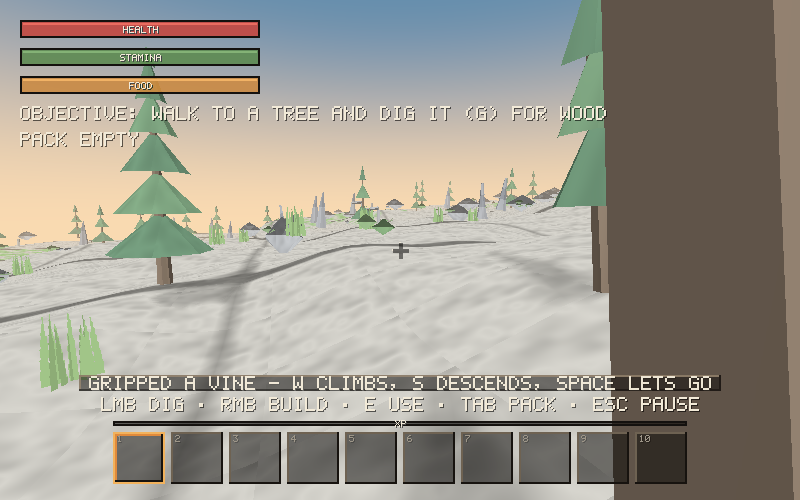 HEALTH
STAMINA
FOOD
OBJECTIVE: WALK TO A TREE AND DIG IT (G) FOR WOOD
PACK EMPTY
GRIPPED A VINE - W CLIMBS, S DESCENDS, SPACE LETS GO
LMB DIG · RMB BUILD · E USE · TAB PACK · ESC PAUSE
XP
1 2 3 4 5 6 7 8 9 10